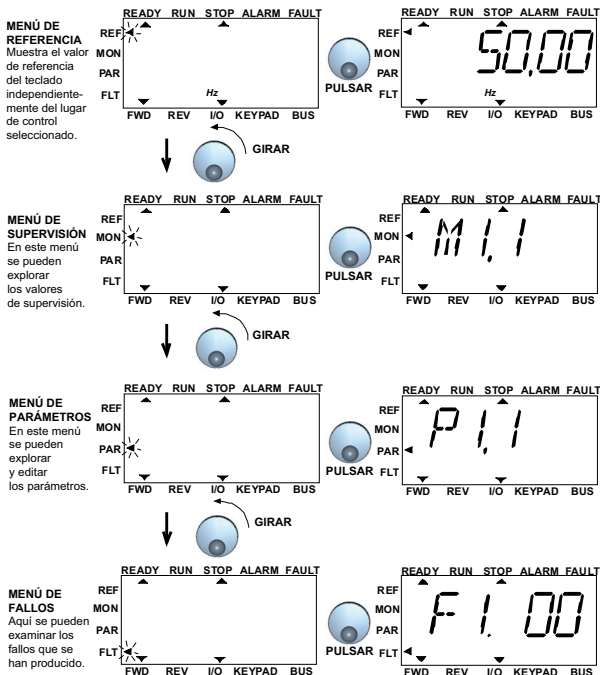 READY RUN STOP ALARM FAULT
MENÚ DE
REFERENCIA
Muestra el valor
de referencia
del teclado
independiente-
mente del lugar
de control
seleccionado.
REF
MON
PAR
FLT
Hz
FWD REV I/O KEYPAD BUS
PULSAR
READY RUN STOP ALARM FAULT
REF
MON
PAR
FLT
50,00
Hz
FWD REV I/O KEYPAD BUS
GIRAR
READY RUN STOP ALARM FAULT
MENÚ DE
SUPERVISIÓN
En este menú
se pueden
explorar
los valores
de supervisión.
REF
MON
PAR
FLT
FWD REV I/O KEYPAD BUS
PULSAR
READY RUN STOP ALARM FAULT
REF
MON
PAR
FLT
M1,1
FWD REV I/O KEYPAD BUS
GIRAR
READY RUN STOP ALARM FAULT
MENÚ DE
PARÁMETROS
En este menú
se pueden
explorar
y editar
los parámetros.
REF
MON
PAR
FLT
FWD REV I/O KEYPAD BUS
PULSAR
READY RUN STOP ALARM FAULT
REF
MON
PAR
FLT
P1,1
FWD REV I/O KEYPAD BUS
GIRAR
READY RUN STOP ALARM FAULT
MENÚ DE
FALLOS
Aquí se pueden
examinar los
fallos que se
han producido.
REF
MON
PAR
FLT
FWD REV I/O KEYPAD BUS
PULSAR
READY RUN STOP ALARM FAULT
REF
MON
PAR
FLT
F1. 00
FWD REV I/O KEYPAD BUS